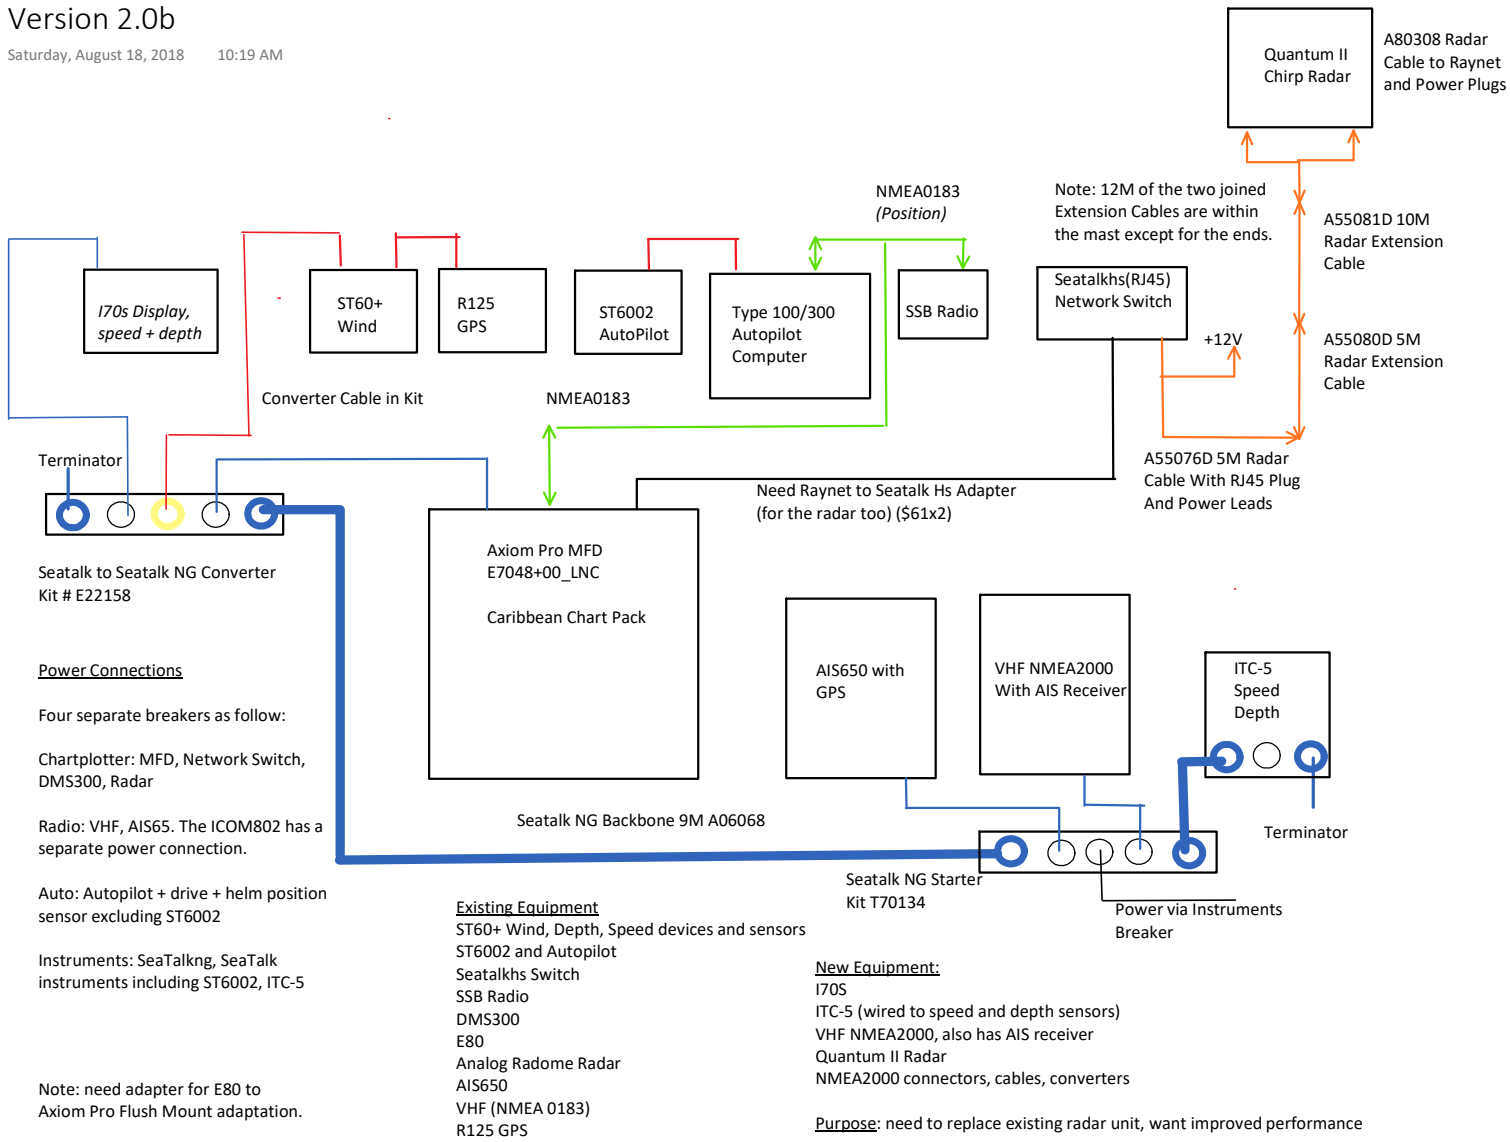 Version 2.0b
Saturday, August 18, 2018 10:19 AM
Quantum II
Chirp Radar
A80308 Radar
Cable to Raynet
and Power Plugs
NMEA0183
(Position)
Note: 12M of the two joined
Extension Cables are within
the mast except for the ends.
A55081D 10M
Radar Extension
Cable
I70s Display,
speed + depth
ST60+
Wind
R125
GPS
ST6002
AutoPilot
Type 100/300
Autopilot
Computer
SSB Radio
Seatalkhs(RJ45)
Network Switch
+12V
A55080D 5M
Radar Extension
Cable
Converter Cable in Kit
NMEA0183
Terminator
A55076D 5M Radar
Cable With RJ45 Plug
And Power Leads
Need Raynet to Seatalk Hs Adapter
(for the radar too) ($61x2)
Axiom Pro MFD
E7048+00_LNC
Caribbean Chart Pack
Seatalk to Seatalk NG Converter
Kit # E22158
AIS650 with
GPS
VHF NMEA2000
With AIS Receiver
ITC-5
Speed
Depth
Terminator
Seatalk NG Backbone 9M A06068
Seatalk NG Starter
Kit T70134
Power via Instruments
Breaker
Power Connections
Four separate breakers as follow:
Chartplotter: MFD, Network Switch,
DMS300, Radar
Radio: VHF, AIS65. The ICOM802 has a
separate power connection.
Auto: Autopilot + drive + helm position
sensor excluding ST6002
Instruments: SeaTalkng, SeaTalk
instruments including ST6002, ITC-5
Note: need adapter for E80 to
Axiom Pro Flush Mount adaptation.
Existing Equipment
ST60+ Wind, Depth, Speed devices and sensors
ST6002 and Autopilot
Seatalkhs Switch
SSB Radio
DMS300
E80
Analog Radome Radar
AIS650
VHF (NMEA 0183)
R125 GPS
New Equipment:
I70S
ITC-5 (wired to speed and depth sensors)
VHF NMEA2000, also has AIS receiver
Quantum II Radar
NMEA2000 connectors, cables, converters
Purpose: need to replace existing radar unit, want improved performance